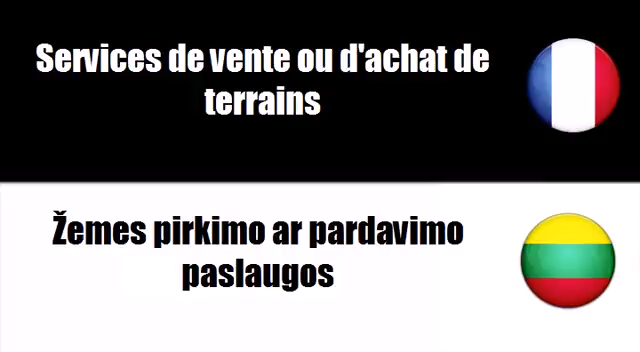 Services de vente ou d'achat de
terrains
Žemes pirkimo ar pardavimo
paslaugos